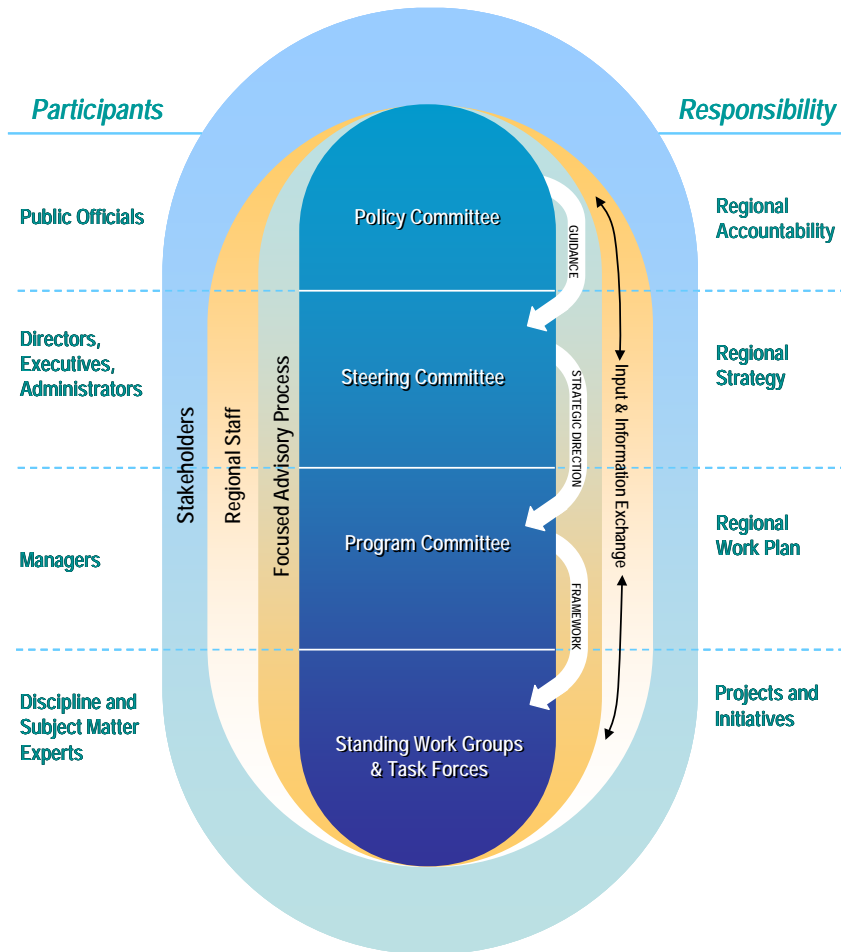 Participants
Responsibility
Public Officials
Policy Committee
GUIDANCE
Regional
Accountability
Directors,
Executives,
Administrators
Steering Committee
STRATEGIC DIRECTION
Regional
Strategy
Stakeholders
Regional Staff
Focused Advisory Process
Input & Information Exchange
Managers
Program Committee
FRAMEWORK
Regional
Work Plan
Discipline and
Subject Matter
Experts
Standing Work Groups
& Task Forces
Projects and
Initiatives